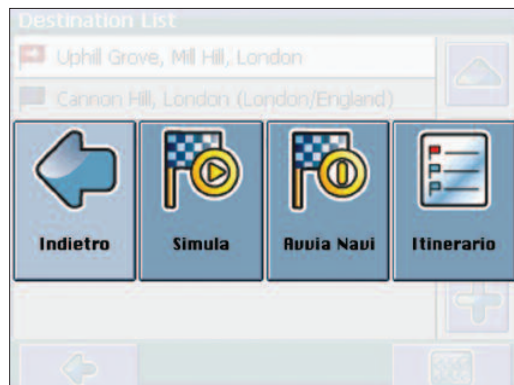 Destination List
Uphill Grove, Mill Hill, London
Cannon Hill, London (London/England)
Indietro
Simula
Avvia Navi
Itinerario